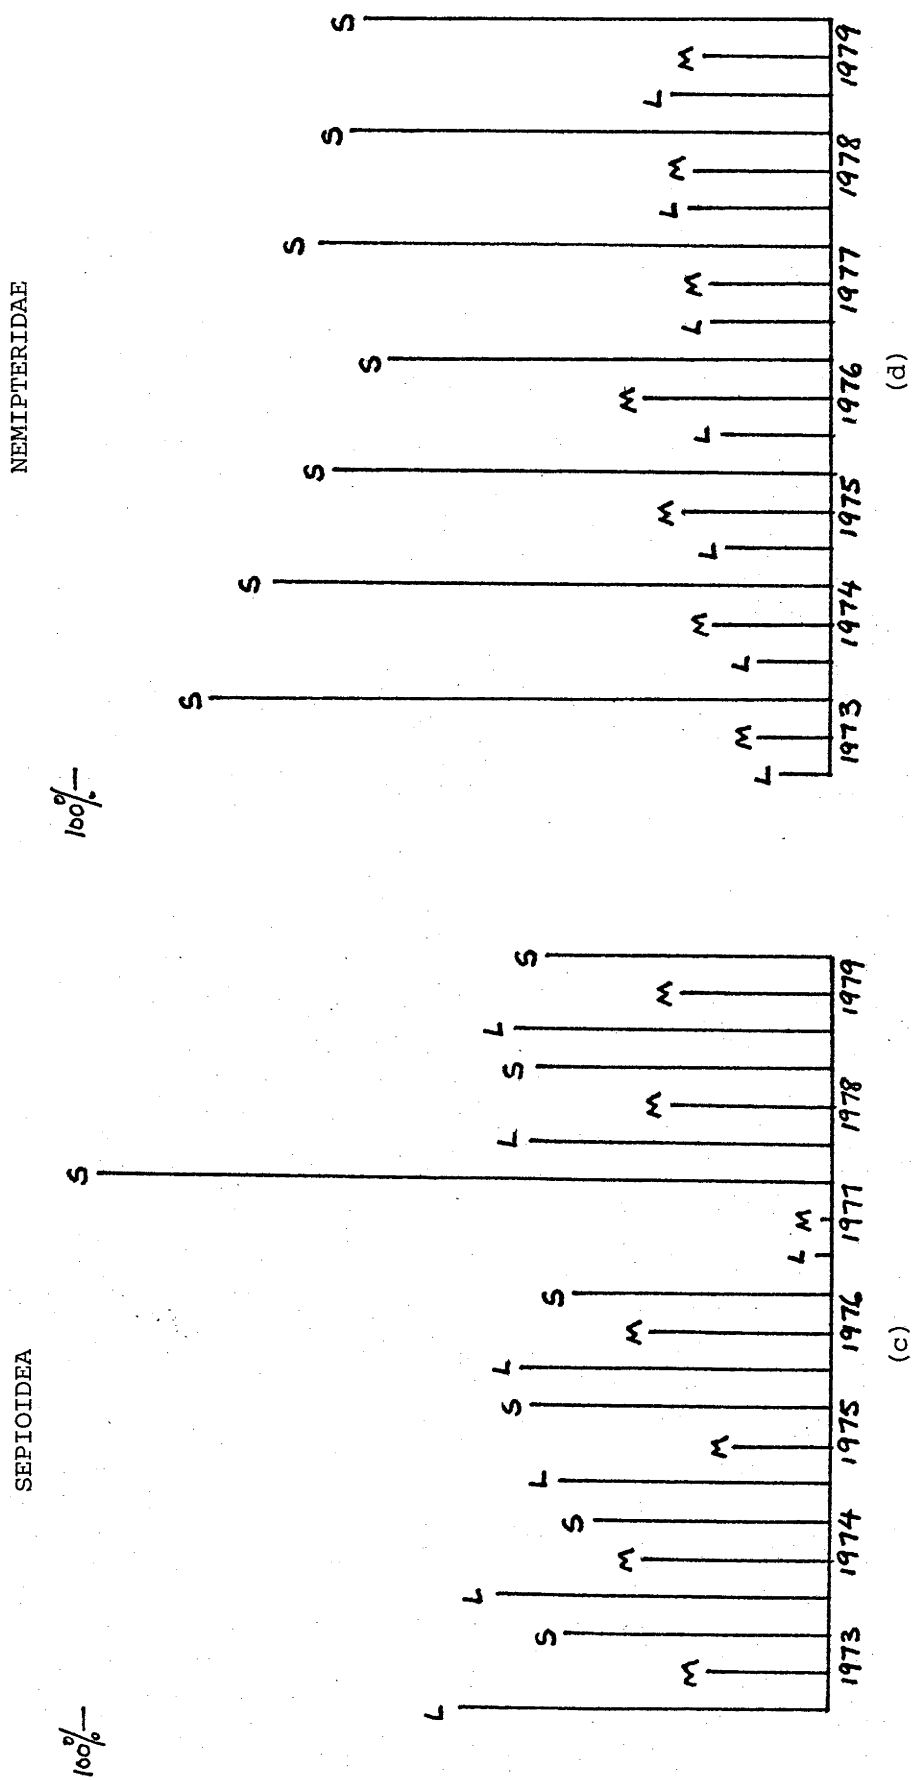 SEPIOIDEA
100%
L M S L M S L M S L M S L M S L M S L M S
1973 1974 1975 1976 1977 1978 1979
(c)
NEMIPTERIDAE
100%
L M S L M S L M S L M S L M S L M S L M S
1973 1974 1975 1976 1977 1978 1979
(d)